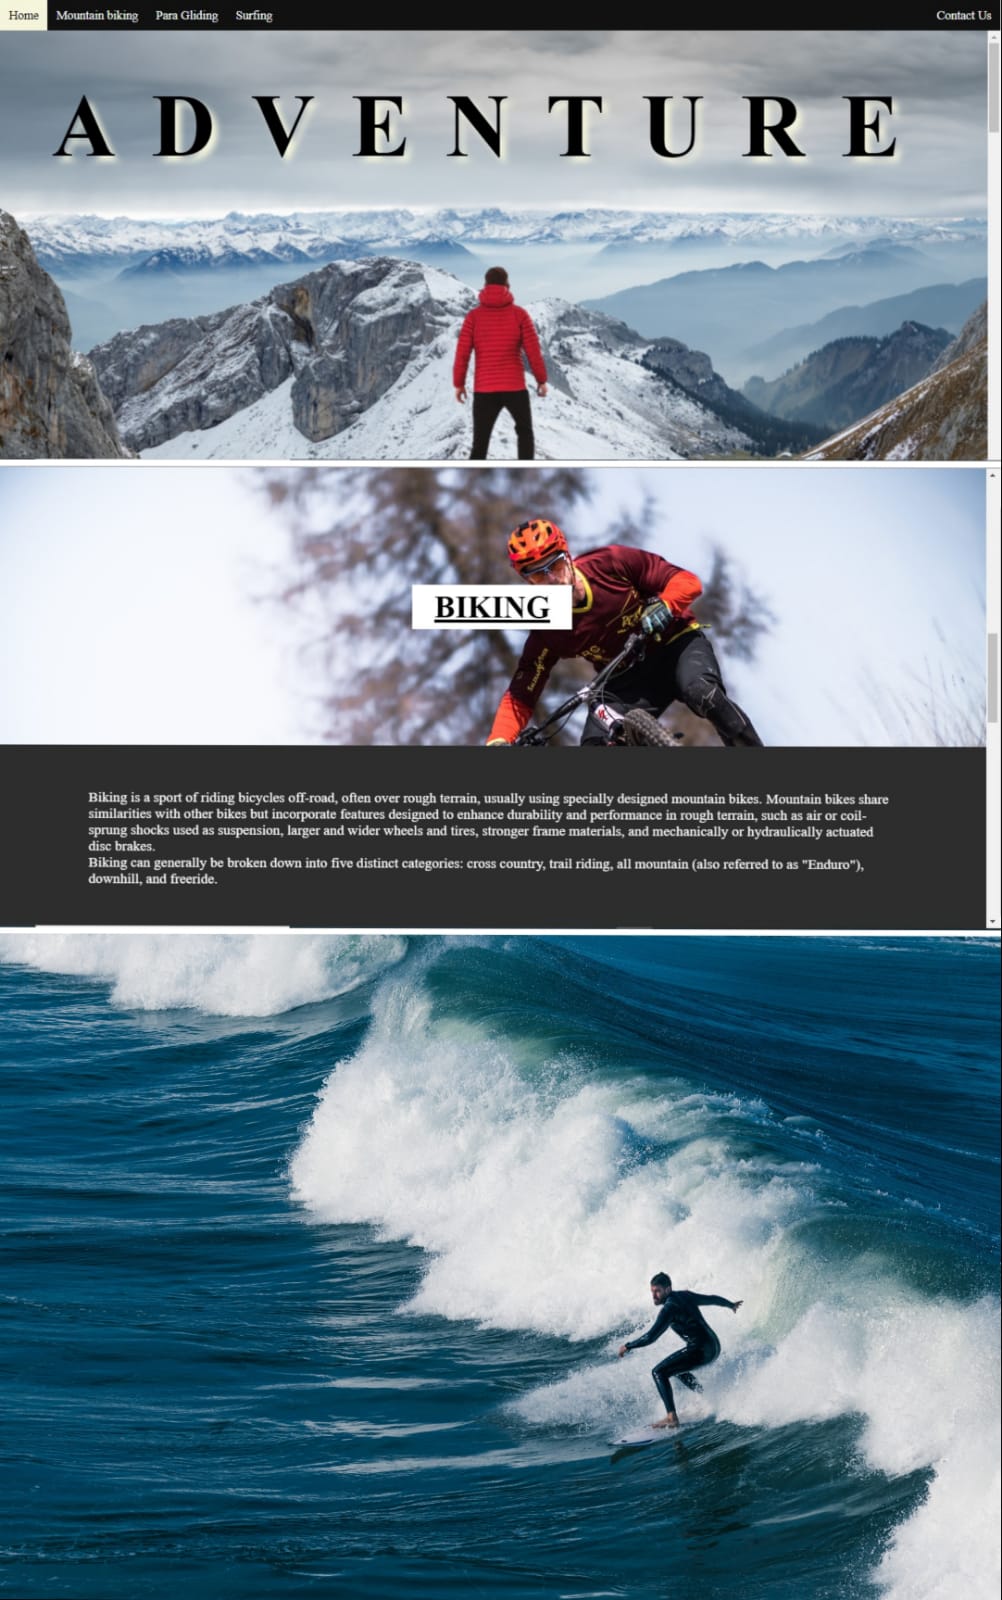 Home Mountain biking Para Gliding Surfing Contact Us
ADVENTURE
BIKING
Biking is a sport of riding bicycles off-road, often over rough terrain, usually using specially designed mountain bikes. Mountain bikes share
similarities with other bikes but incorporate features designed to enhance durability and performance in rough terrain, such as air or coil-
sprung shocks used as suspension, larger and wider wheels and tires, stronger frame materials, and mechanically or hydraulically actuated
disc brakes.
Biking can generally be broken down into five distinct categories: cross country, trail riding, all mountain (also referred to as "Enduro"),
downhill, and freeride.